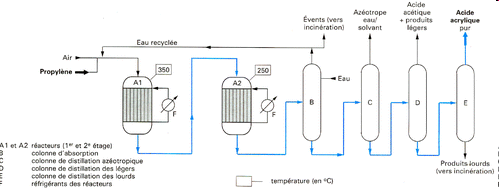 Évents (vers
incinération)
Azéotrope
eau/
solvant
Acide
acétique
+ produits
légers
Acide
acrylique
pur
Eau recyclée
Air
Propylène
A1
350
F
A2
250
F
Eau
B
C
D
E
Produits lourds
(vers incinération)
A1 et A2 réacteurs (1er et 2e étage)
colonne d'absorption
colonne de distillation azéotropique
colonne de distillation des légers
colonne de distillation des lourds
réfrigérants des réacteurs
température (en °C)